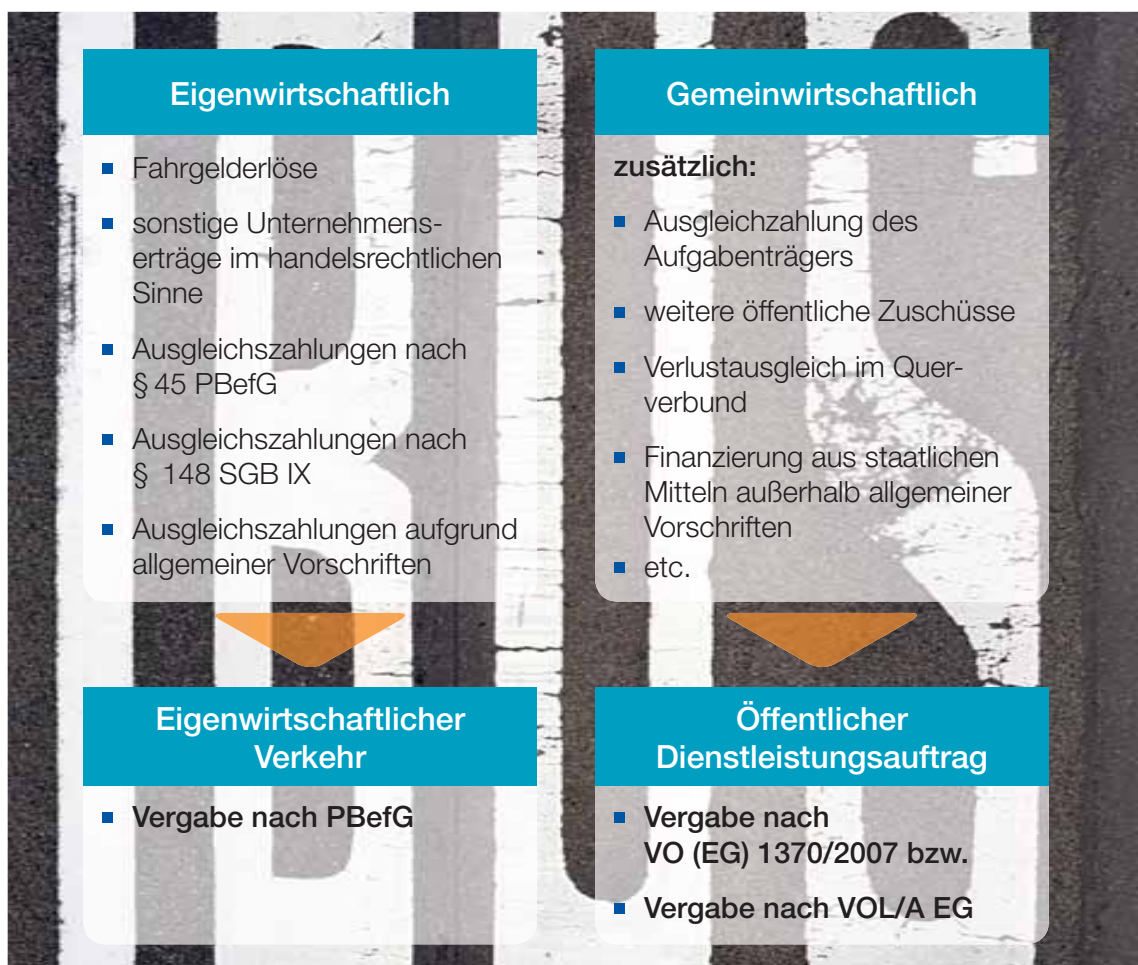 Eigenwirtschaftlich
Fahrgelderlöse
sonstige Unternehmens-
erträge im handelsrechtlichen
Sinne
Ausgleichszahlungen nach
§ 45 PBefG
Ausgleichszahlungen nach
§ 148 SGB IX
Ausgleichszahlungen aufgrund
allgemeiner Vorschriften
Gemeinwirtschaftlich
zusätzlich:
Ausgleichzahlung des
Aufgabenträgers
weitere öffentliche Zuschüsse
Verlustausgleich im Quer-
verbund
Finanzierung aus staatlichen
Mitteln außerhalb allgemeiner
Vorschriften
etc.
Eigenwirtschaftlicher
Verkehr
Vergabe nach PBefG
Öffentlicher
Dienstleistungsauftrag
Vergabe nach
VO (EG) 1370/2007 bzw.
Vergabe nach VOL/A EG